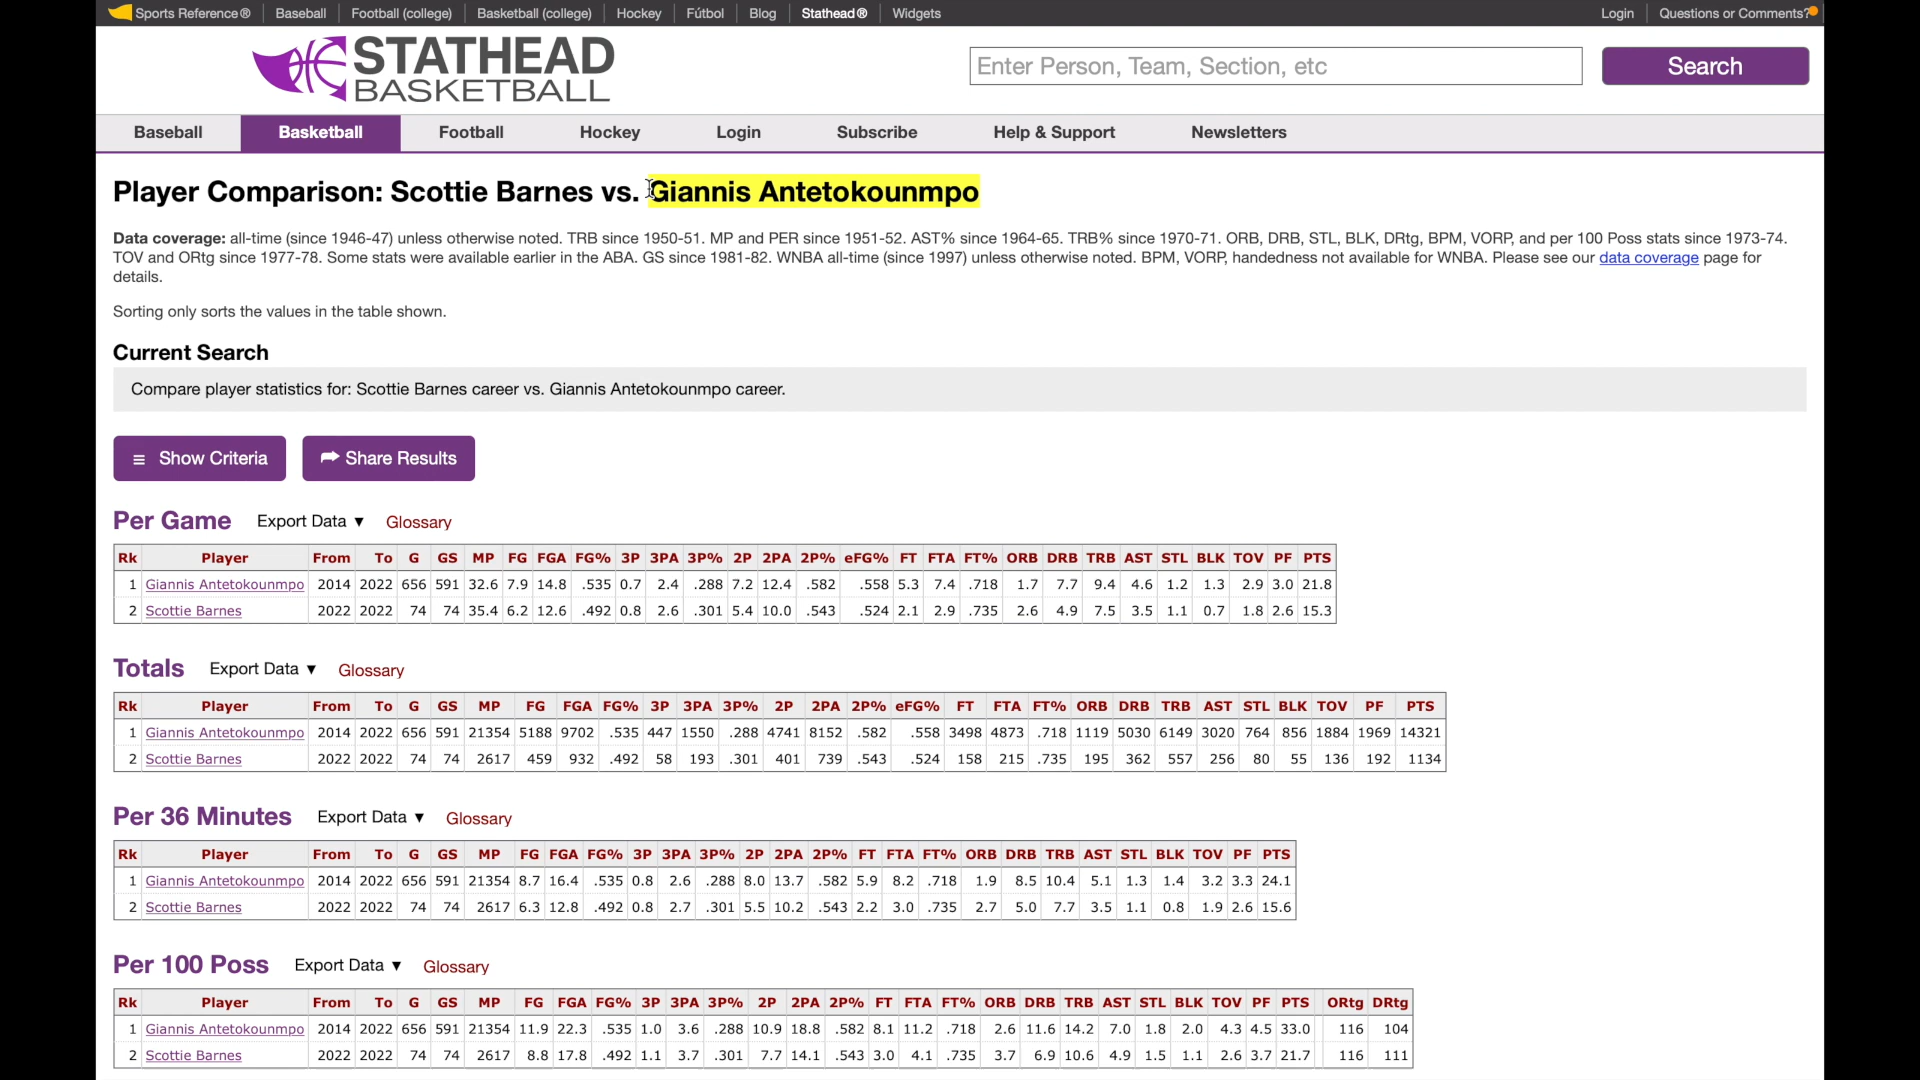 Sports Reference® Baseball Football (college) Basketball (college) Hockey Fútbol Blog Stathead® Widgets Login Questions or Comments?
STATHEAD
BASKETBALL
Enter Person, Team, Section, etc Search
Baseball Basketball Football Hockey Login Subscribe Help & Support Newsletters
Player Comparison: Scottie Barnes vs. Giannis Antetokounmpo
Data coverage: all-time (since 1946-47) unless otherwise noted. TRB since 1950-51. MP and PER since 1951-52. AST% since 1964-65. TRB% since 1970-71. ORB, DRB, STL, BLK, DRtg, BPM, VORP, and per 100 Poss stats since 1973-74.
TOV and ORtg since 1977-78. Some stats were available earlier in the ABA. GS since 1981-82. WNBA all-time (since 1997) unless otherwise noted. BPM, VORP, handedness not available for WNBA. Please see our data coverage page for
details.
Sorting only sorts the values in the table shown.
Current Search
Compare player statistics for: Scottie Barnes career vs. Giannis Antetokounmpo career.
≡ Show Criteria Share Results
Per Game Export Data ▼ Glossary
Rk Player From To G GS MP FG FGA FG% 3P 3PA 3P% 2P 2PA 2P% eFG% FT FTA FT% ORB DRB TRB AST STL BLK TOV PF PTS
1 Giannis Antetokounmpo 2014 2022 656 591 32.6 7.9 14.8 .535 0.7 2.4 .288 7.2 12.4 .582 .558 5.3 7.4 .718 1.7 7.7 9.4 4.6 1.2 1.3 2.9 3.0 21.8
2 Scottie Barnes 2022 2022 74 74 35.4 6.2 12.6 .492 0.8 2.6 .301 5.4 10.0 .543 .524 2.1 2.9 .735 2.6 4.9 7.5 3.5 1.1 0.7 1.8 2.6 15.3
Totals Export Data ▼ Glossary
Rk Player From To G GS MP FG FGA FG% 3P 3PA 3P% 2P 2PA 2P% eFG% FT FTA FT% ORB DRB TRB AST STL BLK TOV PF PTS
1 Giannis Antetokounmpo 2014 2022 656 591 21354 5188 9702 .535 447 1550 .288 4741 8152 .582 .558 3498 4873 .718 1119 5030 6149 3020 764 856 1884 1969 14321
2 Scottie Barnes 2022 2022 74 74 2617 459 932 .492 58 193 .301 401 739 .543 .524 158 215 .735 195 362 557 256 80 55 136 192 1134
Per 36 Minutes Export Data ▼ Glossary
Rk Player From To G GS MP FG FGA FG% 3P 3PA 3P% 2P 2PA 2P% FT FTA FT% ORB DRB TRB AST STL BLK TOV PF PTS
1 Giannis Antetokounmpo 2014 2022 656 591 21354 8.7 16.4 .535 0.8 2.6 .288 8.0 13.7 .582 5.9 8.2 .718 1.9 8.5 10.4 5.1 1.3 1.4 3.2 3.3 24.1
2 Scottie Barnes 2022 2022 74 74 2617 6.3 12.8 .492 0.8 2.7 .301 5.5 10.2 .543 2.2 3.0 .735 2.7 5.0 7.7 3.5 1.1 0.8 1.9 2.6 15.6
Per 100 Poss Export Data ▼ Glossary
Rk Player From To G GS MP FG FGA FG% 3P 3PA 3P% 2P 2PA 2P% FT FTA FT% ORB DRB TRB AST STL BLK TOV PF PTS ORtg DRtg
1 Giannis Antetokounmpo 2014 2022 656 591 21354 11.9 22.3 .535 1.0 3.6 .288 10.9 18.8 .582 8.1 11.2 .718 2.6 11.6 14.2 7.0 1.8 2.0 4.3 4.5 33.0 116 104
2 Scottie Barnes 2022 2022 74 74 2617 8.8 17.8 .492 1.1 3.7 .301 7.7 14.1 .543 3.0 4.1 .735 3.7 6.9 10.6 4.9 1.5 1.1 2.6 3.7 21.7 116 111